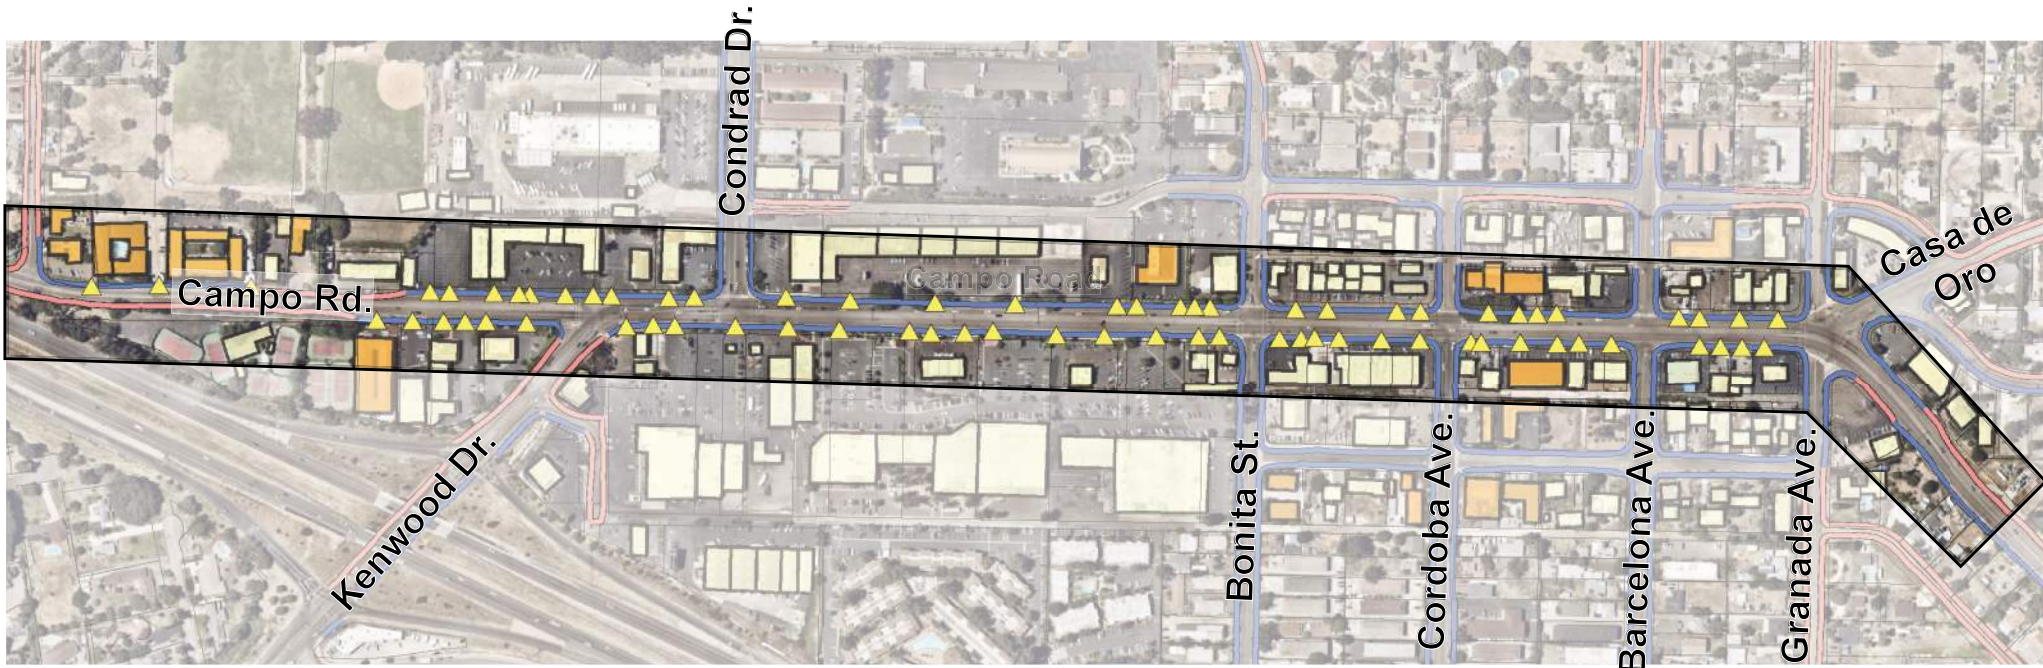 Condrad Dr.
Casa de
Oro
Campo Road
Campo Rd.
Kenwood Dr.
Bonita St.
Cordoba Ave.
Barcelona Ave.
Granada Ave.